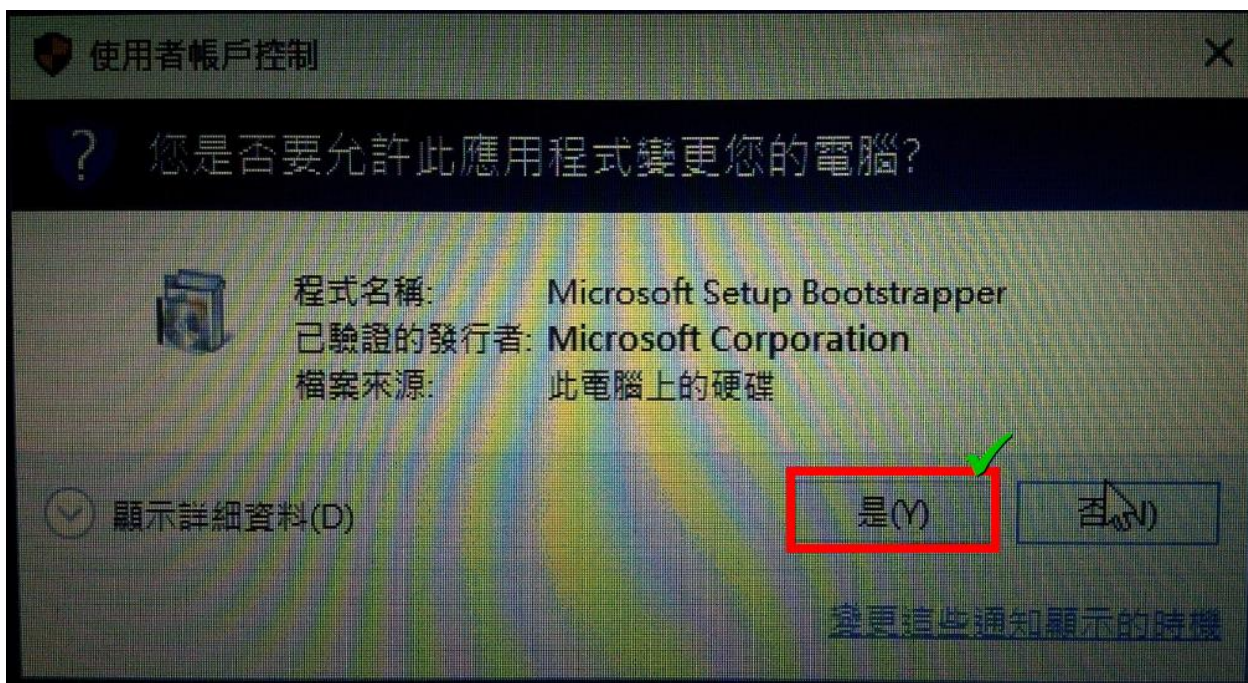 使用者帳戶控制
您是否要允許此應用程式變更您的電腦?
程式名稱: Microsoft Setup Bootstrapper
已驗證的發行者: Microsoft Corporation
檔案來源: 此電腦上的硬碟
顯示詳細資料(D)
是(Y)
否(N)
變更這些通知顯示的時機